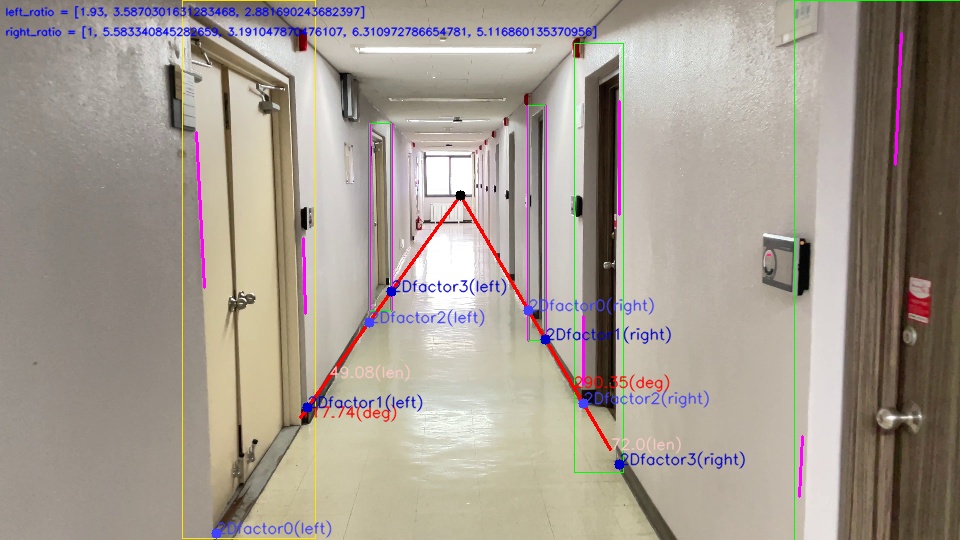 left_ratio = [1.93, 3.5870301631283468, 2.881690243682397]
right_ratio = [1, 5.583340845282659, 3.191047870476107, 6.310972786654781, 5.116860135370956]
2Dfactor3(left)
2Dfactor0(right)
2Dfactor2(left)
2Dfactor1(right)
49.08(len)
290.35(deg)
2Dfactor1(left)
2Dfactor2(right)
17.74(deg)
72.0(len)
2Dfactor3(right)
2Dfactor0(left)